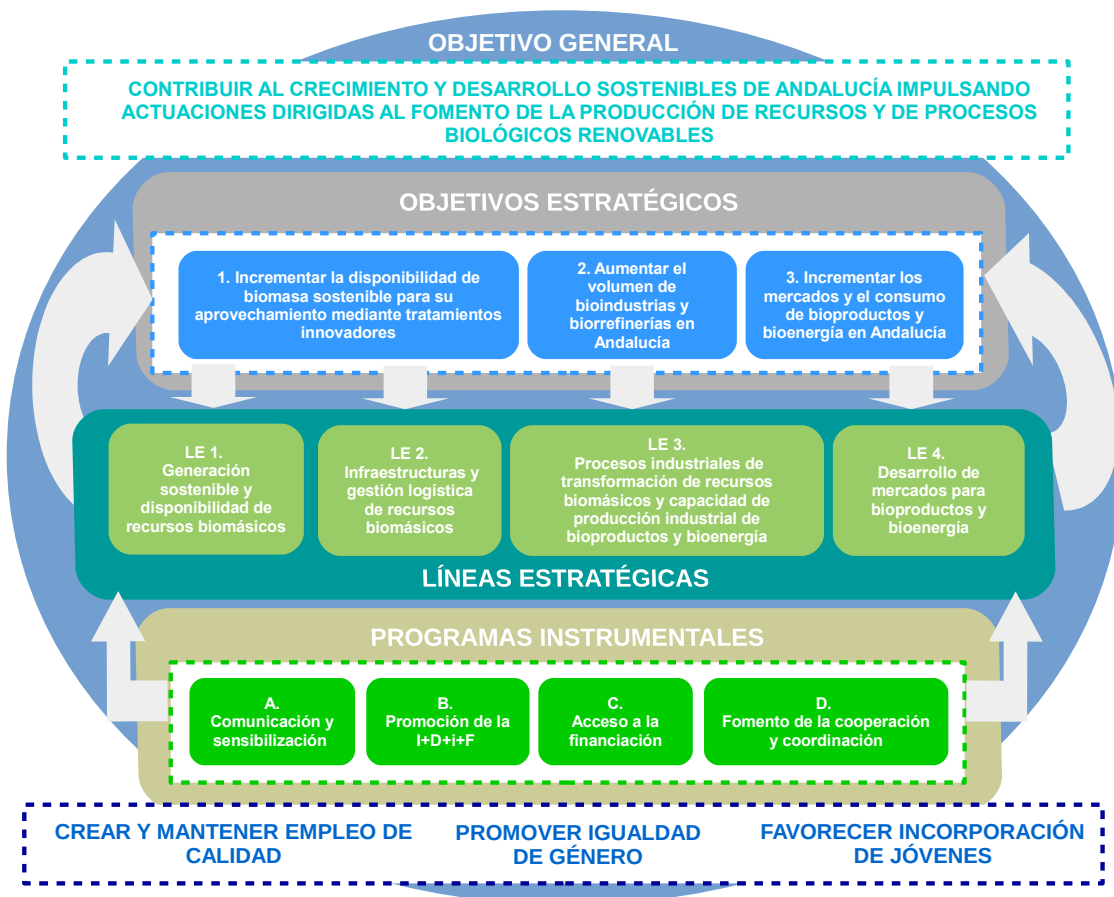 OBJETIVO GENERAL
CONTRIBUIR AL CRECIMIENTO Y DESARROLLO SOSTENIBLES DE ANDALUCÍA IMPULSANDO
ACTUACIONES DIRIGIDAS AL FOMENTO DE LA PRODUCCIÓN DE RECURSOS Y DE PROCESOS
BIOLÓGICOS RENOVABLES
OBJETIVOS ESTRATÉGICOS
1. Incrementar la disponibilidad de
biomasa sostenible para su
aprovechamiento mediante tratamientos
innovadores
2. Aumentar el
volumen de
bioindustrias y
biorrefinerías en
Andalucía
3. Incrementar los
mercados y el consumo
de bioproductos y
bioenergía en Andalucía
LE 1.
Generación
sostenible y
disponibilidad de
recursos biomásicos
LE 2.
Infraestructuras y
gestión logística
de recursos
biomásicos
LE 3.
Procesos industriales de
transformación de recursos
biomásicos y capacidad de
producción industrial de
bioproductos y bioenergía
LE 4.
Desarrollo de
mercados para
bioproductos y
bioenergía
LÍNEAS ESTRATÉGICAS
PROGRAMAS INSTRUMENTALES
A.
Comunicación y
sensibilización
B.
Promoción de la
I+D+i+F
C.
Acceso a la
financiación
D.
Fomento de la cooperación
y coordinación
CREAR Y MANTENER EMPLEO DE
CALIDAD
PROMOVER IGUALDAD
DE GÉNERO
FAVORECER INCORPORACIÓN
DE JÓVENES